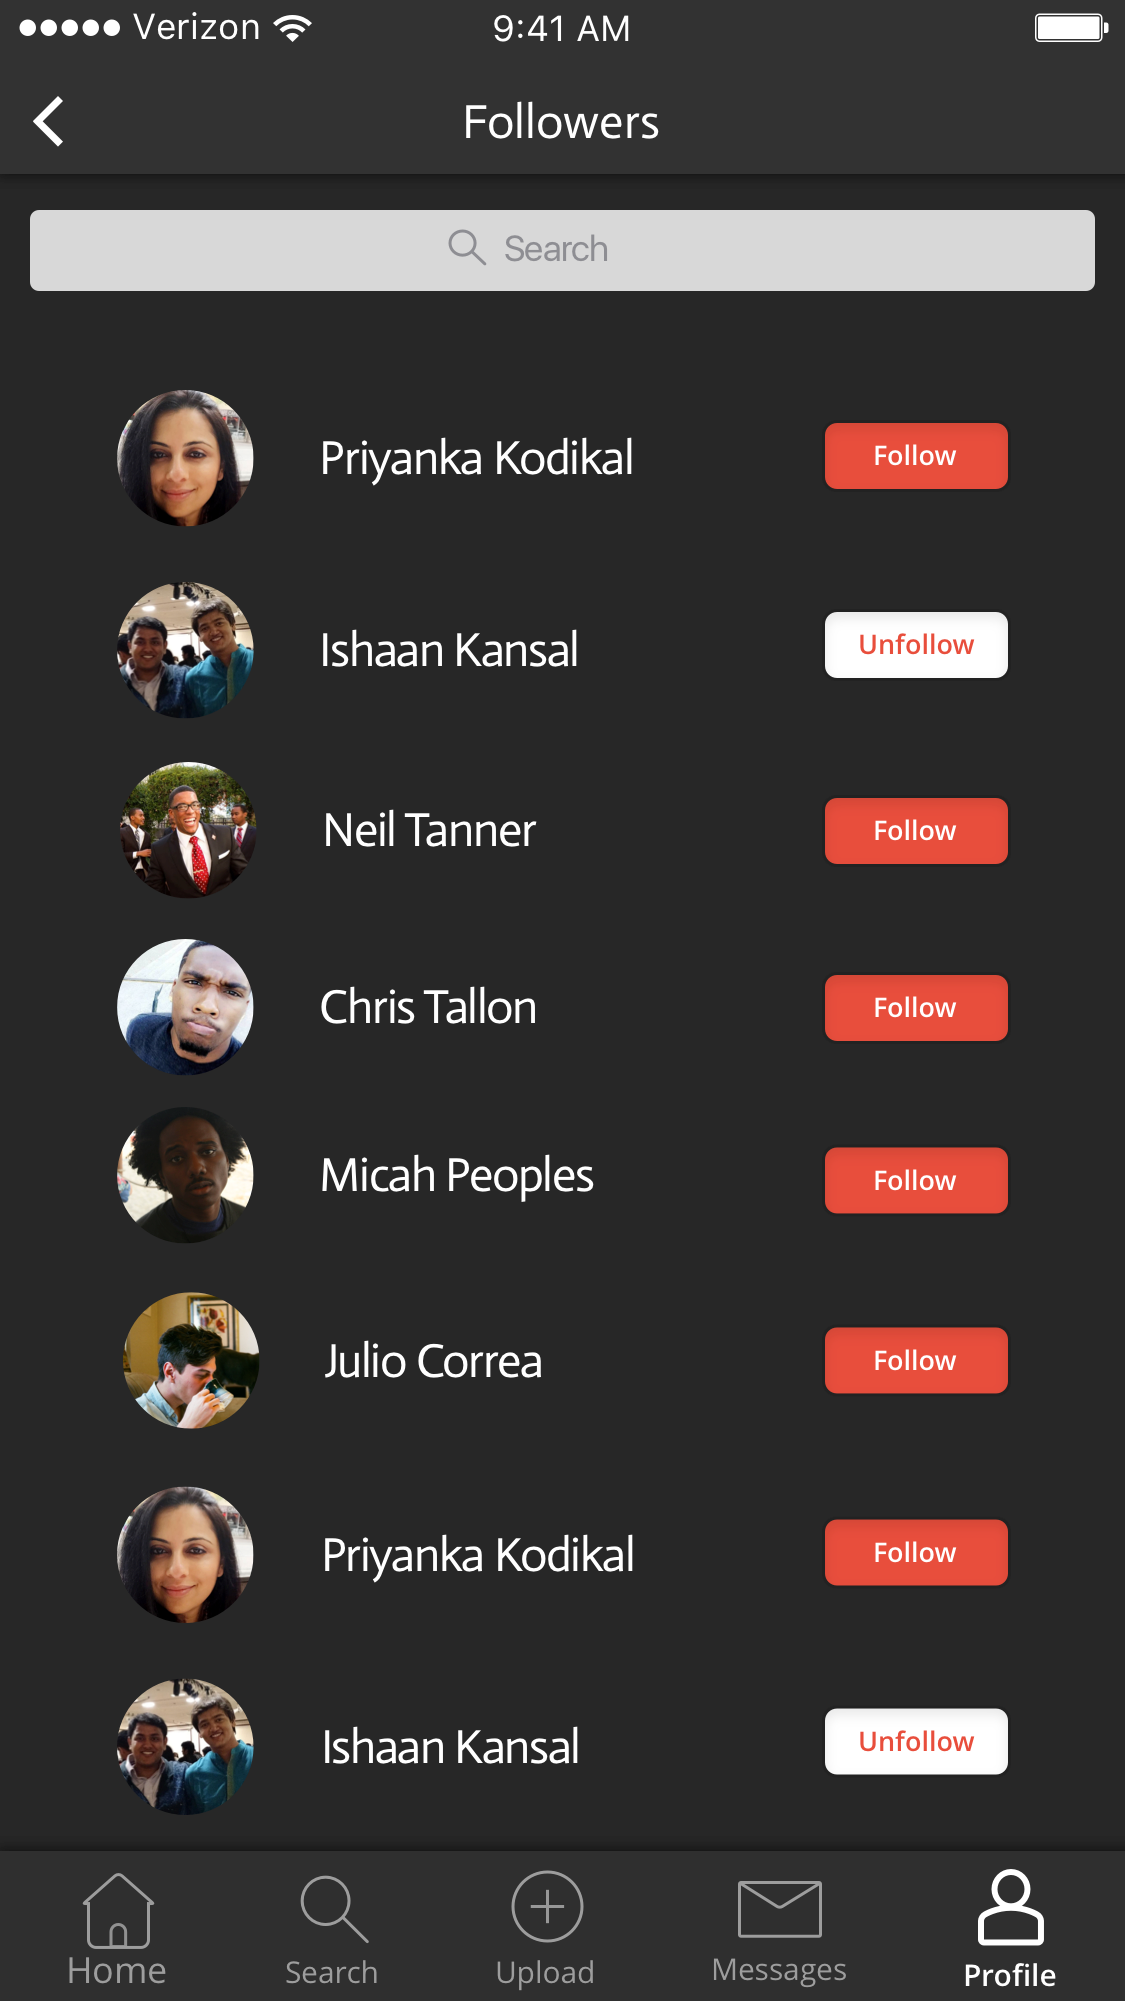 Verizon 9:41 AM
Followers
Search
Priyanka Kodikal Follow
Ishaan Kansal Unfollow
Neil Tanner Follow
Chris Tallon Follow
Micah Peoples Follow
Julio Correa Follow
Priyanka Kodikal Follow
Ishaan Kansal Unfollow
Home Search Upload Messages Profile